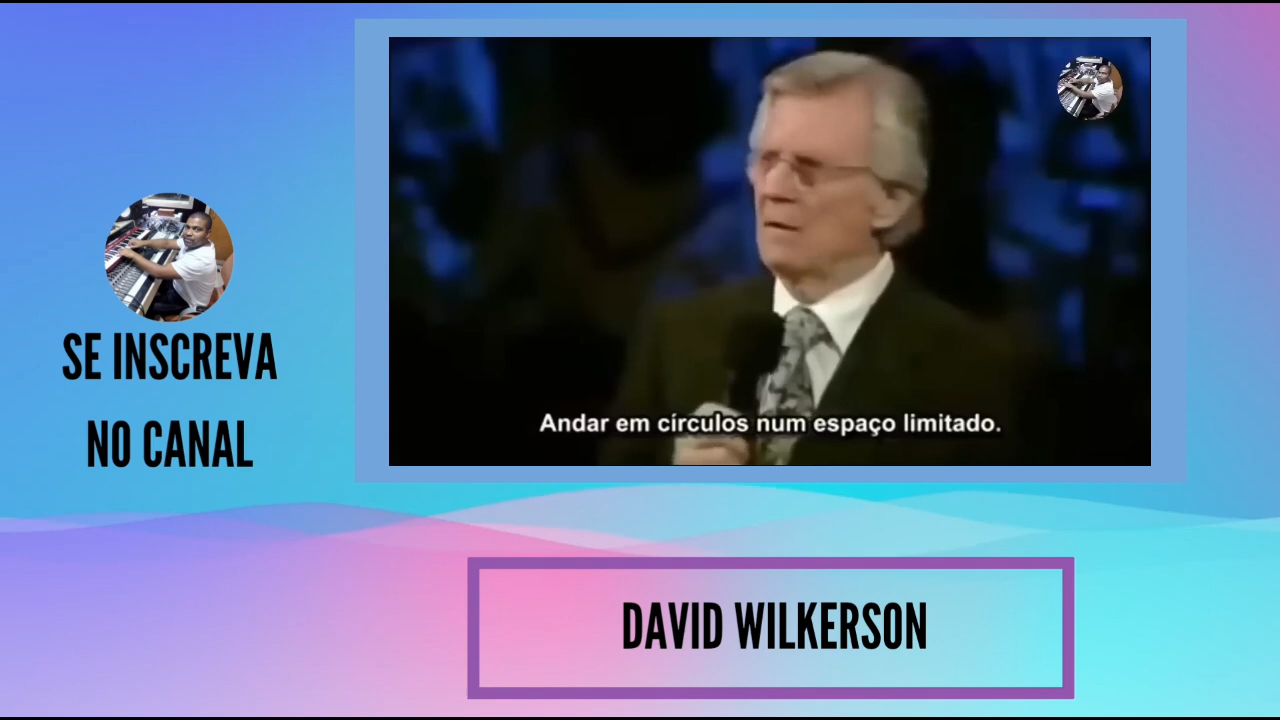 SE INSCREVA
NO CANAL
Andar em círculos num espaço limitado.
DAVID WILKERSON